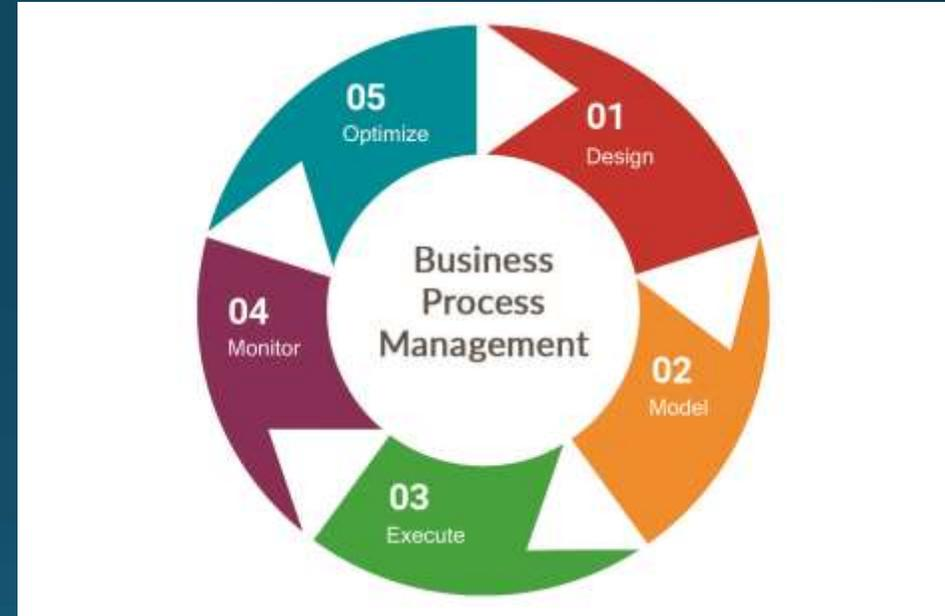 Business
Process
Management
01
Design
02
Model
03
Execute
04
Monitor
05
Optimize